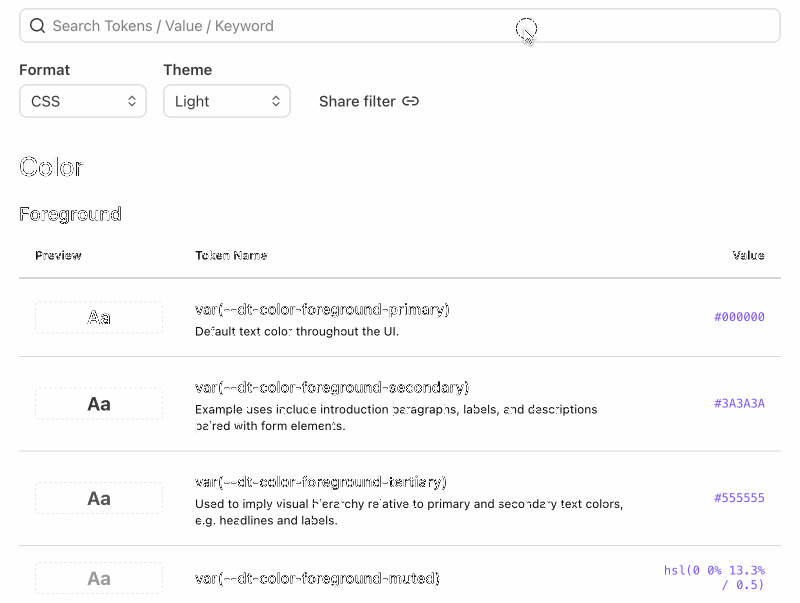 Search Tokens / Value / Keyword
Format
Theme
CSS
Light
Share filter
Color
Foreground
Preview
Token Name
Value
Aa
var(--dt-color-foreground-primary)
Default text color throughout the UI.
#000000
Aa
var(--dt-color-foreground-secondary)
Example uses include introduction paragraphs, labels, and descriptions
paired with form elements.
#3A3A3A
Aa
var(--dt-color-foreground-tertiary)
Used to imply visual hierarchy relative to primary and secondary text colors,
e.g. headlines and labels.
#555555
Aa
var(--dt-color-foreground-muted)
hsl(0 0% 13.3%
/ 0.5)